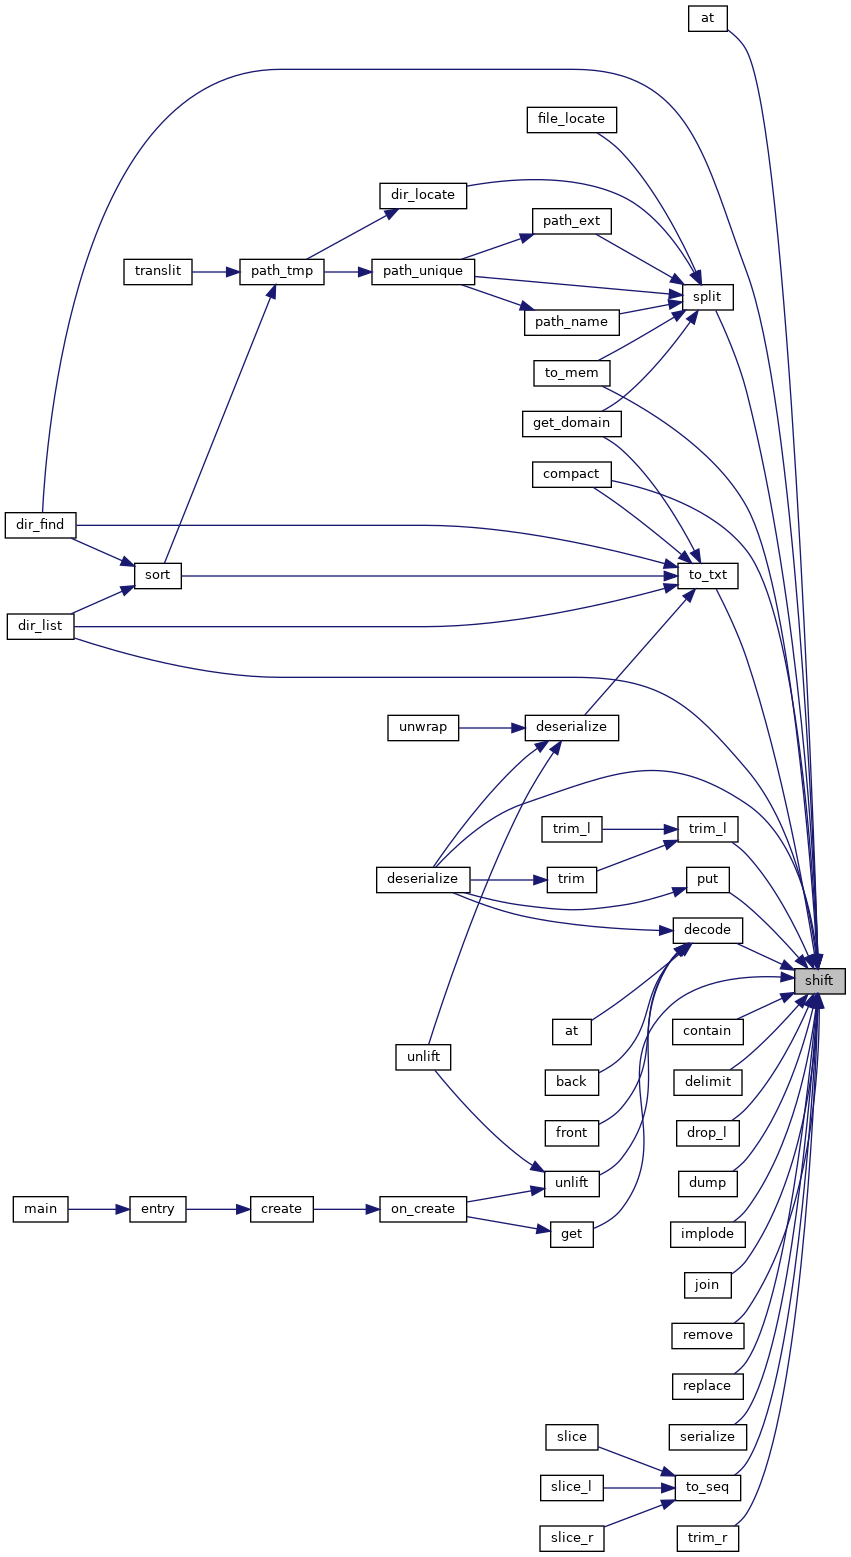 at
file_locate
dir_locate
path_ext
translit
path_tmp
path_unique
split
path_name
to_mem
get_domain
compact
dir_find
sort
to_txt
dir_list
unwrap
deserialize
trim_l
trim_l
deserialize
trim
put
decode
shift
at
contain
unlift
back
delimit
front
drop_l
unlift
dump
main
entry
create
on_create
get
implode
join
remove
replace
slice
serialize
slice_l
to_seq
slice_r
trim_r